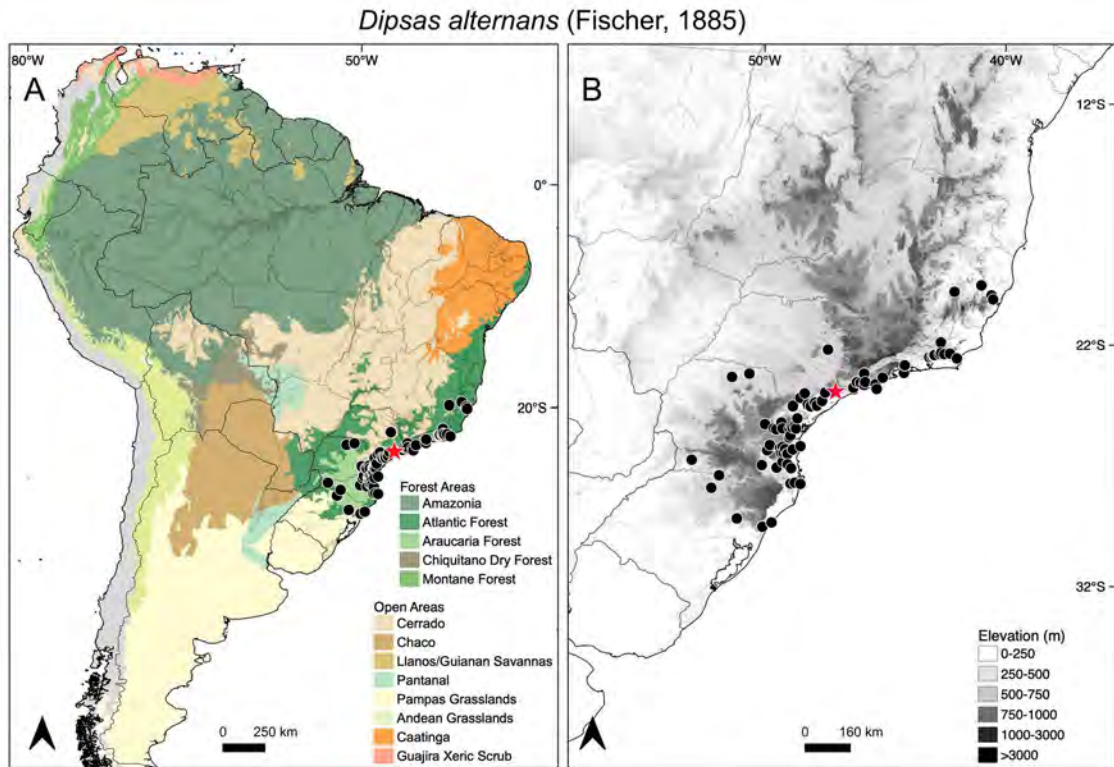 Dipsas alternans (Fischer, 1885)
A
80°W
50°W
0°
20°S
Forest Areas
Amazonia
Atlantic Forest
Araucaria Forest
Chiquitano Dry Forest
Montane Forest
Open Areas
Cerrado
Chaco
Llanos/Guianan Savannas
Pantanal
Pampas Grasslands
Andean Grasslands
Caatinga
Guajira Xeric Scrub
0 250 km
B
50°W
40°W
12°S
22°S
32°S
Elevation (m)
0-250
250-500
500-750
750-1000
1000-3000
>3000
0 160 km